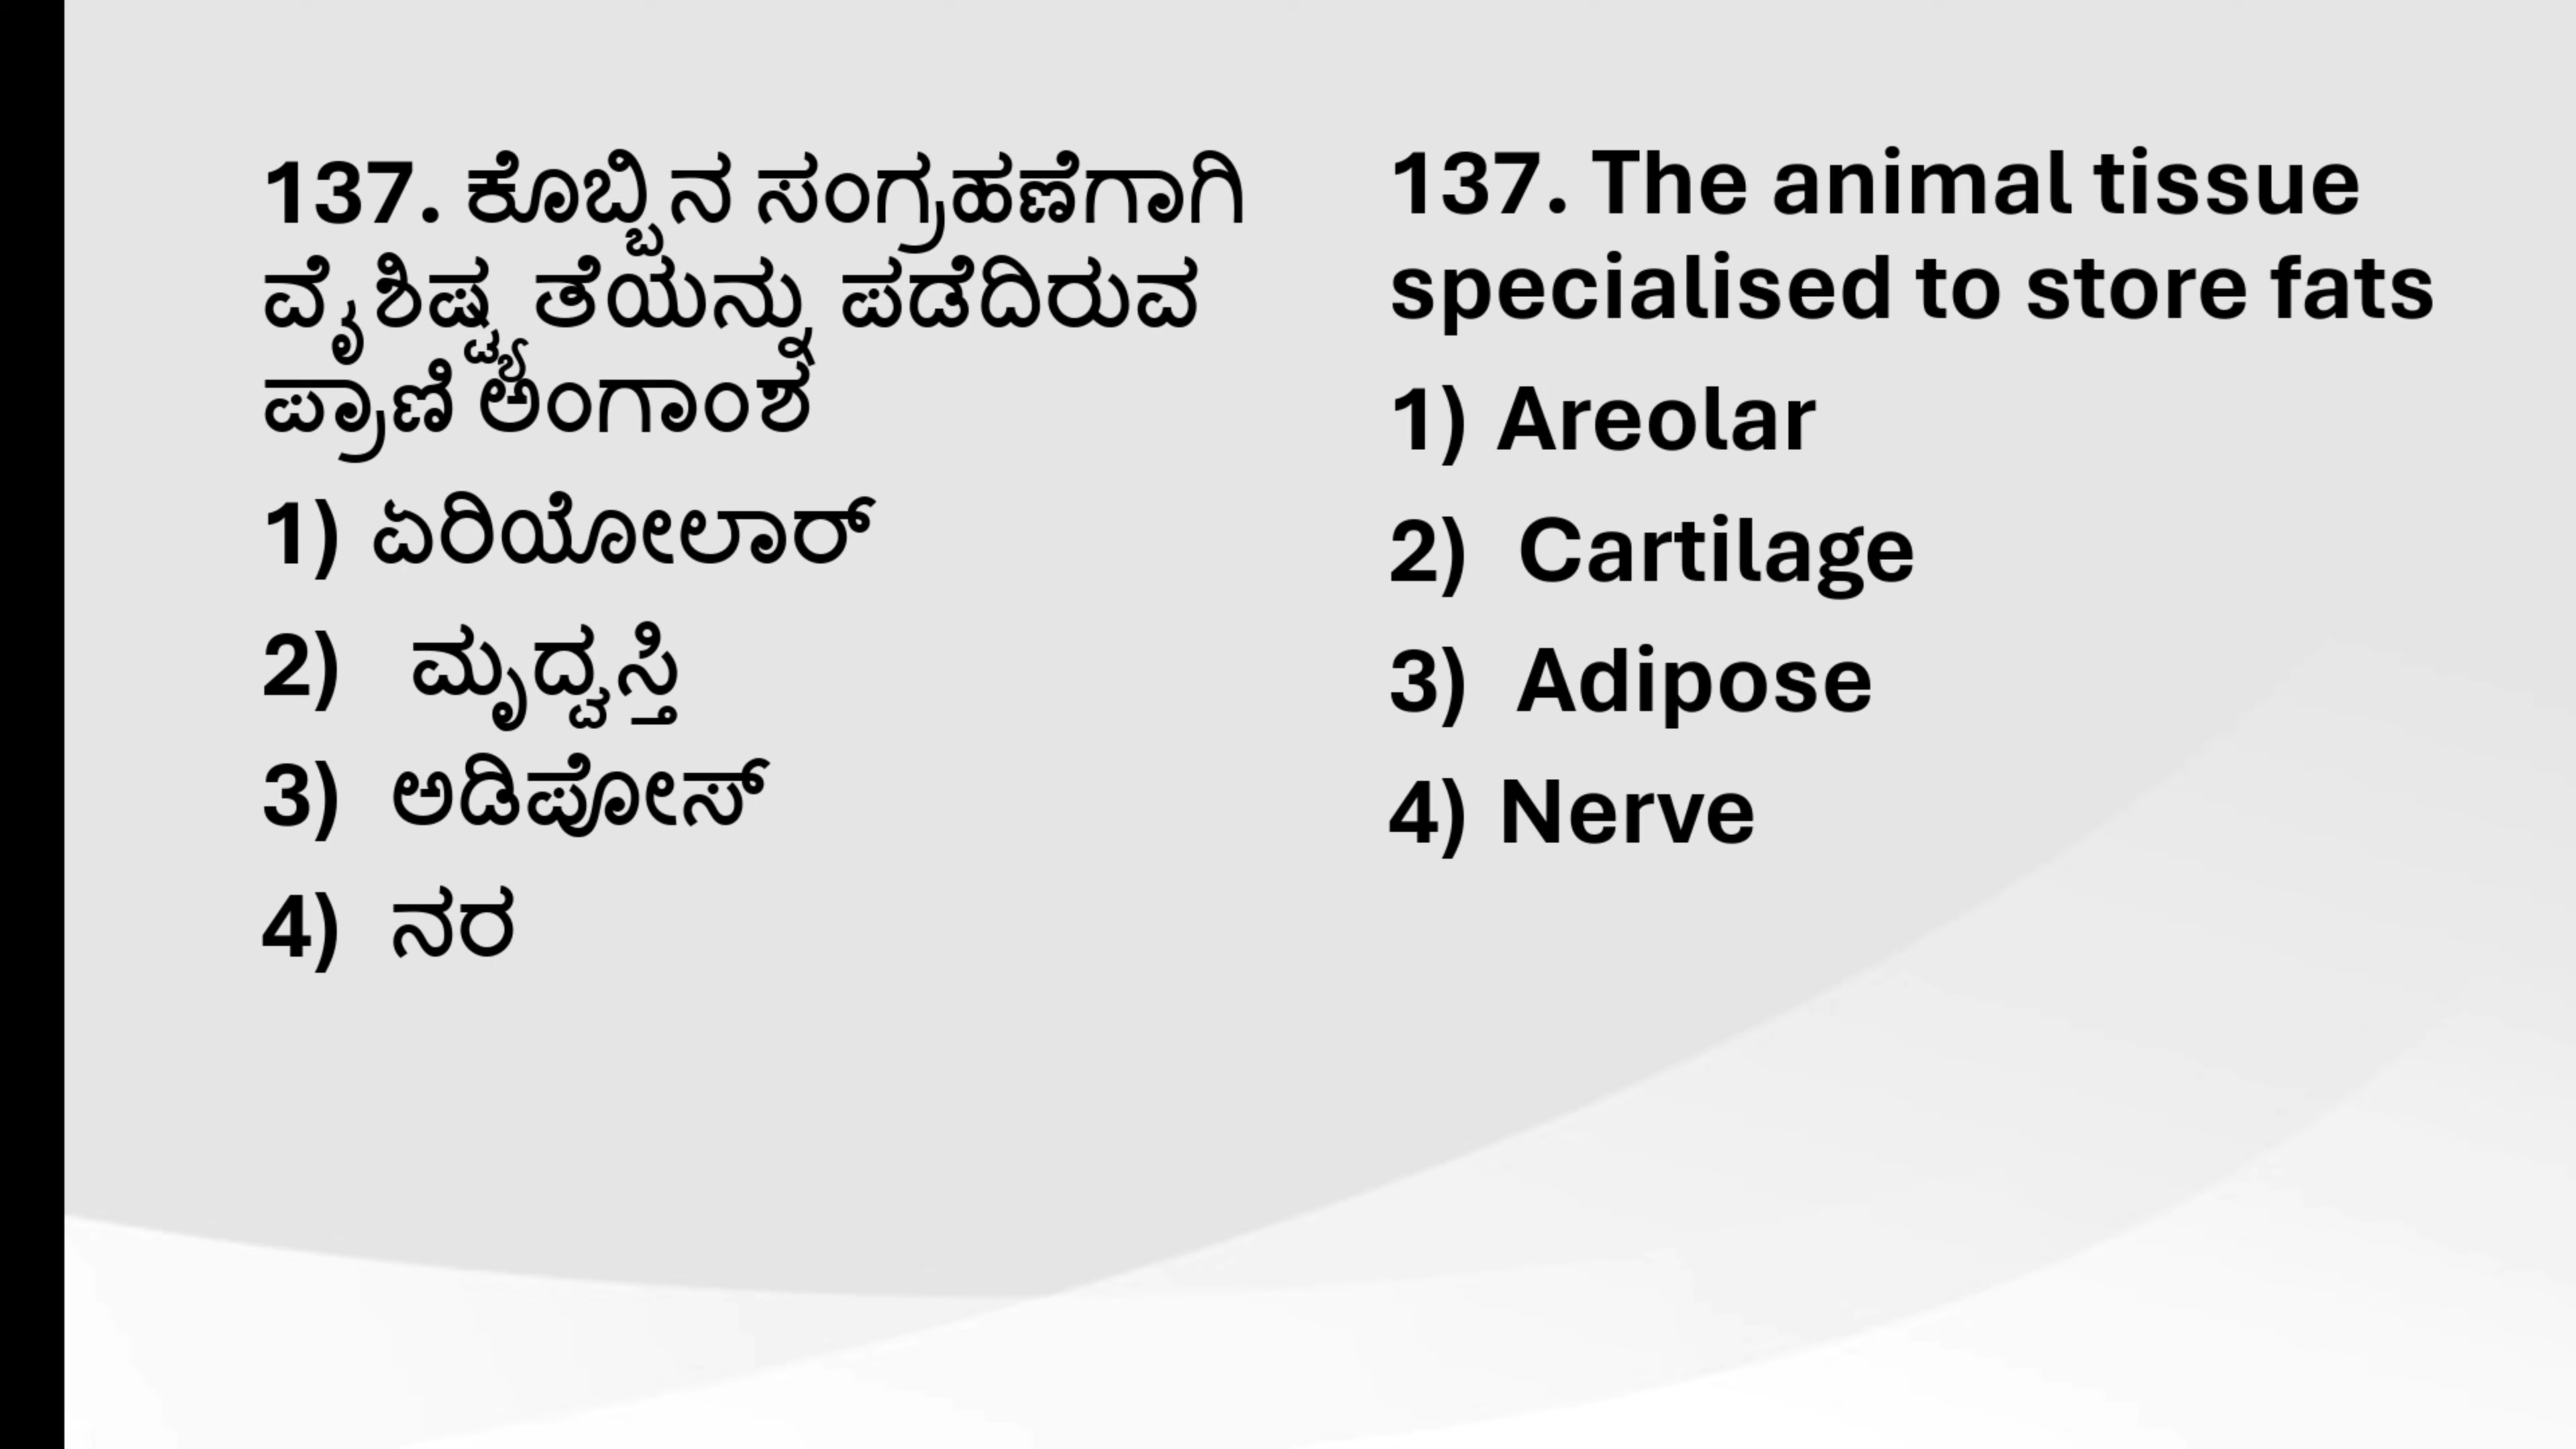 137. ಕೊಬ್ಬಿನ ಸಂಗ್ರಹಣೆಗಾಗಿ
ವೈಶಿಷ್ಟ್ಯತೆಯನ್ನು ಪಡೆದಿರುವ
ಪ್ರಾಣಿ ಅಂಗಾಂಶ
1) ಏರಿಯೋಲಾರ್
2) ಮೃದ್ವಸ್ತಿ
3) ಅಡಿಪೋಸ್
4) ನರ
137. The animal tissue
specialised to store fats
1) Areolar
2) Cartilage
3) Adipose
4) Nerve